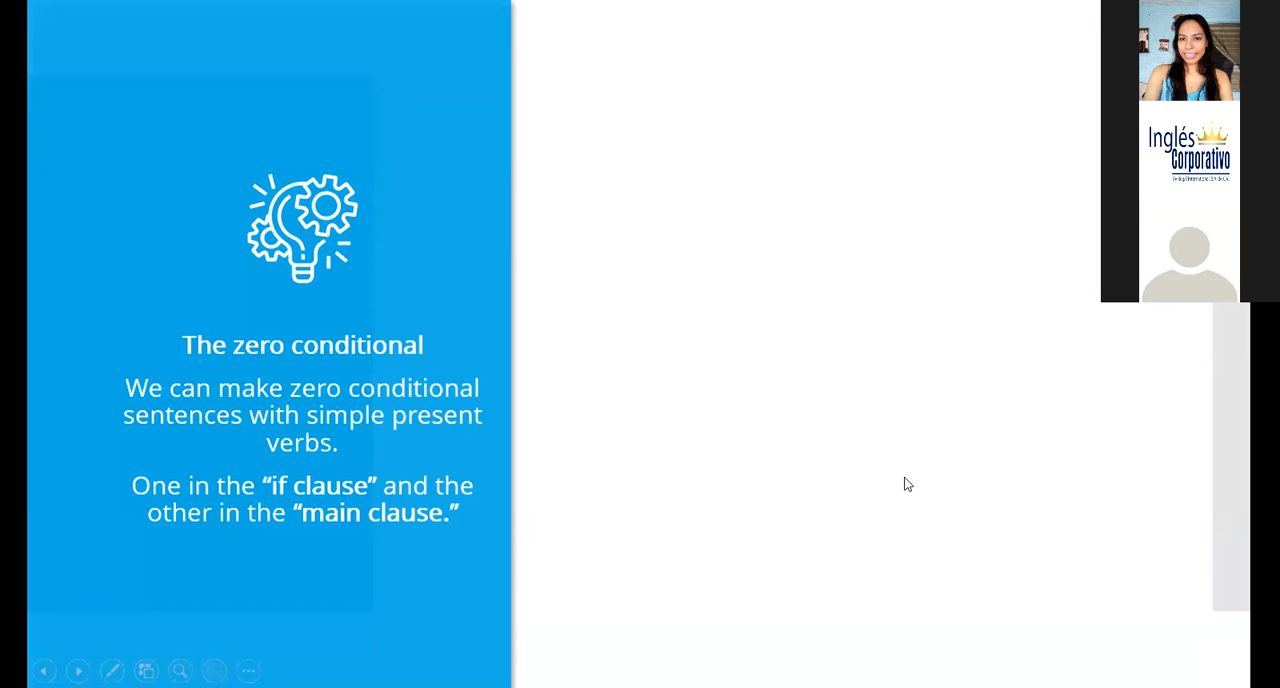 The zero conditional
We can make zero conditional
sentences with simple present
verbs.
One in the “if clause” and the
other in the “main clause.”
Inglés
Corporativo